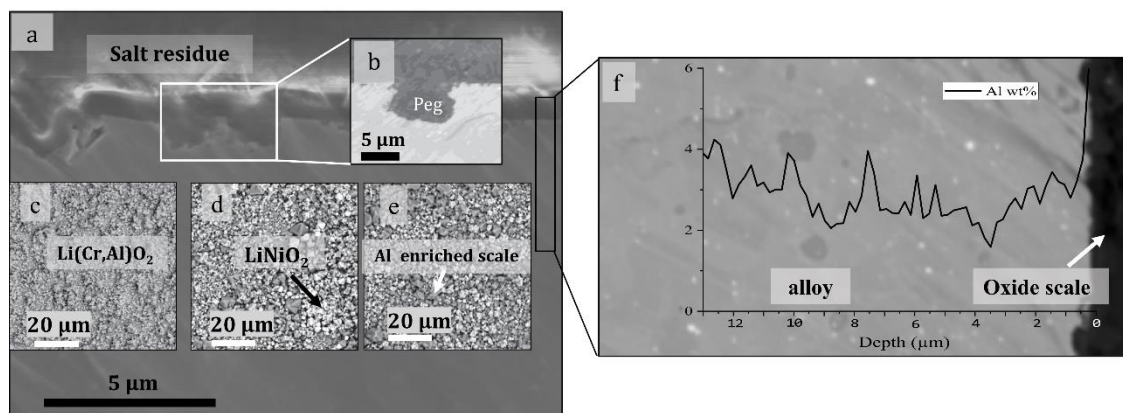 a
Salt residue
b
Peg
5 μm
c
Li(Cr,Al)O2
20 μm
d
LiNiO2
20 μm
e
Al enriched scale
20 μm
5 μm
f
Al wt%
6
4
2
0
alloy
Oxide scale
12 10 8 6 4 2 0
Depth (μm)